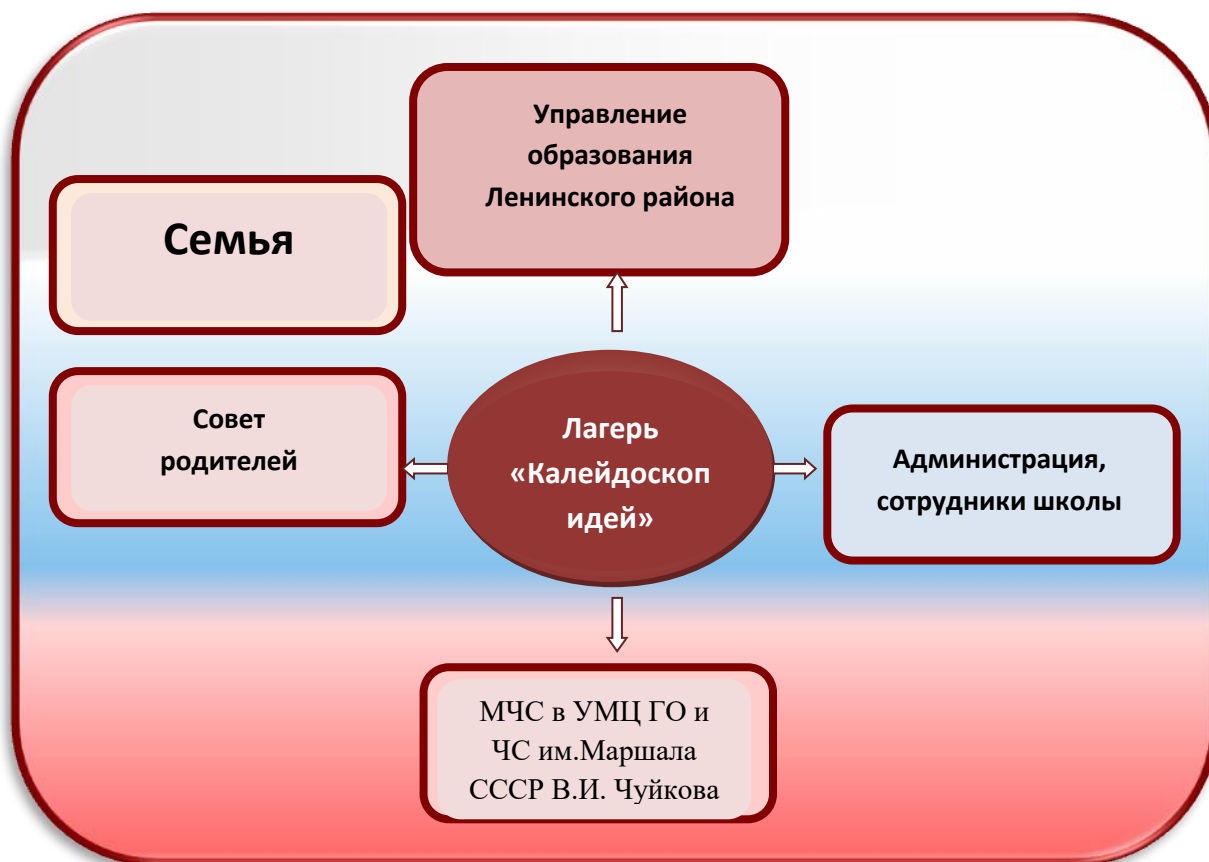 Управление
образования
Ленинского района
Семья
Совет
родителей
Лагерь
«Калейдоскоп
идей»
Администрация,
сотрудники школы
МЧС в УМЦ ГО и
ЧС им.Маршала
СССР В.И. Чуйкова